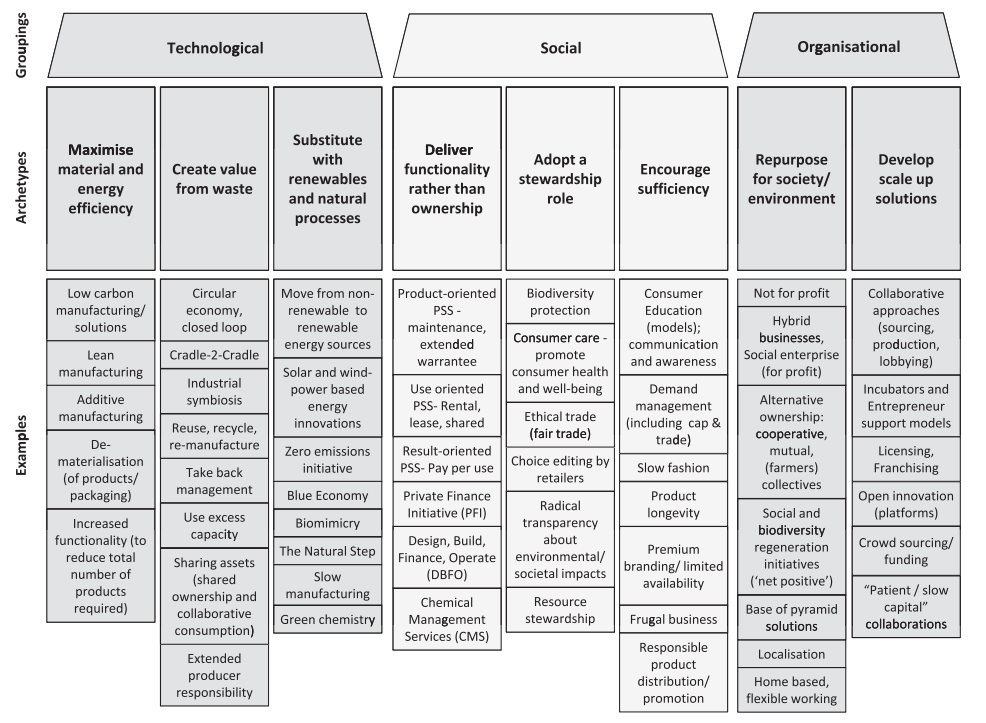 Groupings
Technological
Social
Organisational
Archetypes
Maximise
material and
energy
efficiency
Create value
from waste
Substitute
with
renewables
and natural
processes
Deliver
functionality
rather than
ownership
Adopt a
stewardship
role
Encourage
sufficiency
Repurpose
for society/
environment
Develop
scale up
solutions
Examples
Low carbon
manufacturing/
solutions
Lean
manufacturing
Additive
manufacturing
De-
materialisation
(of products/
packaging)
Increased
functionality (to
reduce total
number of
products
required)
Circular
economy,
closed loop
Cradle-2-Cradle
Industrial
symbiosis
Reuse, recycle,
re-manufacture
Take back
management
Use excess
capacity
Sharing assets
(shared
ownership and
collaborative
consumption)
Extended
producer
responsibility
Move from non-
renewable to
renewable
energy sources
Solar and wind-
power based
energy
innovations
Zero emissions
initiative
Blue Economy
Biomimicry
The Natural Step
Slow
manufacturing
Green chemistry
Product-oriented
PSS -
maintenance,
extended
warrantee
Use oriented
PSS- Rental,
lease, shared
Result-oriented
PSS- Pay per use
Private Finance
Initiative (PFI)
Design, Build,
Finance, Operate
(DBFO)
Chemical
Management
Services (CMS)
Biodiversity
protection
Consumer care -
promote
consumer health
and well-being
Ethical trade
(fair trade)
Choice editing by
retailers
Radical
transparency
about
environmental/
societal impacts
Resource
stewardship
Consumer
Education
(models);
communication
and awareness
Demand
management
(including cap &
trade)
Slow fashion
Product
longevity
Premium
branding/ limited
availability
Frugal business
Responsible
product
distribution/
promotion
Not for profit
Hybrid
businesses,
Social enterprise
(for profit)
Alternative
ownership:
cooperative,
mutual,
(farmers)
collectives
Social and
biodiversity
regeneration
initiatives
(‘net positive’)
Base of pyramid
solutions
Localisation
Home based,
flexible working
Collaborative
approaches
(sourcing,
production,
lobbying)
Incubators and
Entrepreneur
support models
Licensing,
Franchising
Open innovation
(platforms)
Crowd sourcing/
funding
“Patient / slow
capital”
collaborations